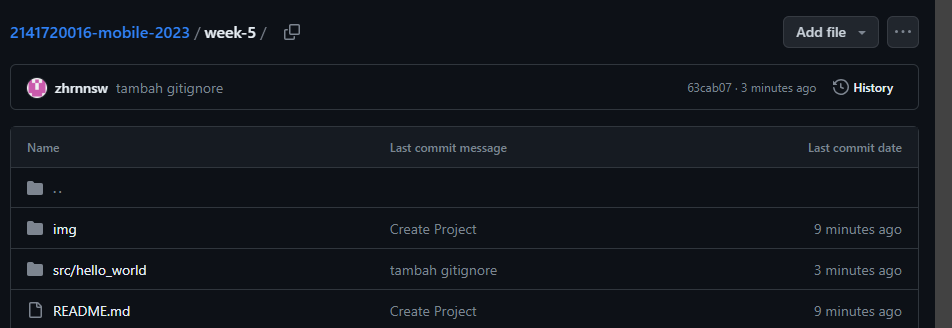 2141720016-mobile-2023 / week-5 /
Add file
zhrnnsw tambah gitignore 63cab07 · 3 minutes ago History
Name Last commit message Last commit date
..
img Create Project 9 minutes ago
src/hello_world tambah gitignore 3 minutes ago
README.md Create Project 9 minutes ago